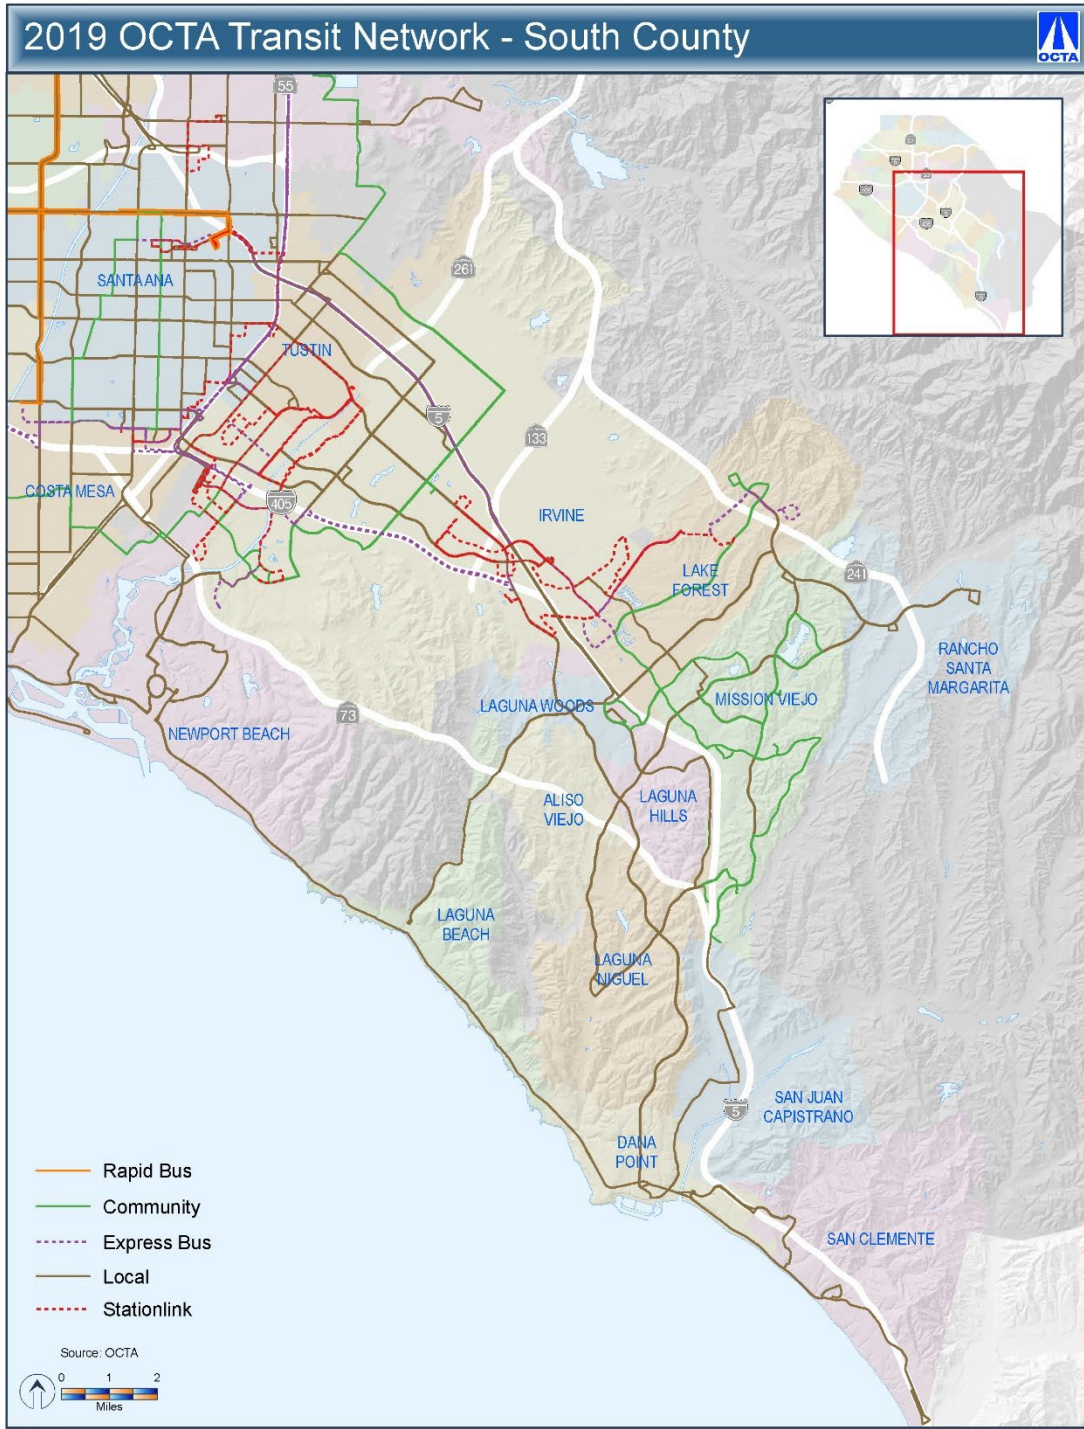 2019 OCTA Transit Network - South County
OCTA
55
261
SANTA ANA
TUSTIN
5
133
COSTA MESA
405
IRVINE
LAKE
FOREST
241
RANCHO
SANTA
MARGARITA
LAGUNA WOODS
MISSION VIEJO
73
NEWPORT BEACH
ALISO
VIEJO
LAGUNA
HILLS
LAGUNA
BEACH
LAGUNA
NIGUEL
SAN JUAN
CAPISTRANO
5
DANA
POINT
SAN CLEMENTE
Rapid Bus
Community
Express Bus
Local
Stationlink
Source: OCTA
0 1 2
Miles